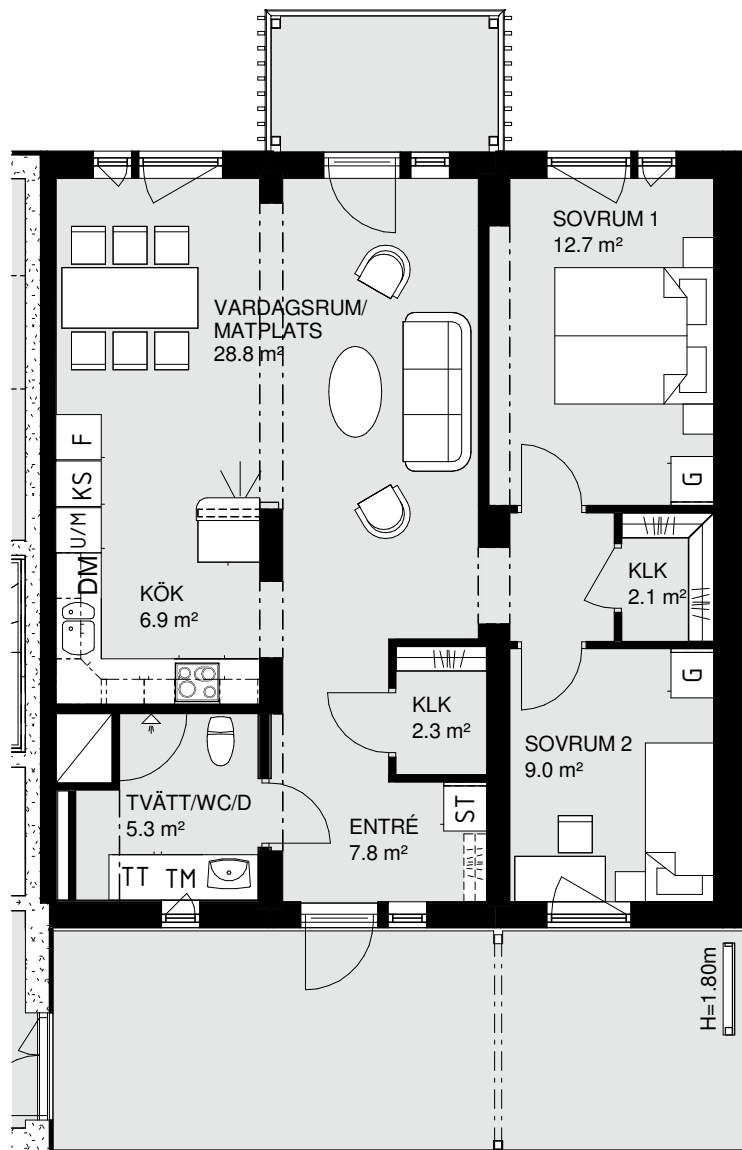 SOVRUM 1
12.7 m²
VARDAGSRUM/
MATPLATS
28.8 m²
F
KS
U/M
DM
G
KÖK
6.9 m²
KLK
2.1 m²
G
KLK
2.3 m²
SOVRUM 2
9.0 m²
TVÄTT/WC/D
5.3 m²
ENTRÉ
7.8 m²
ST
TT
TM
H=1.80m